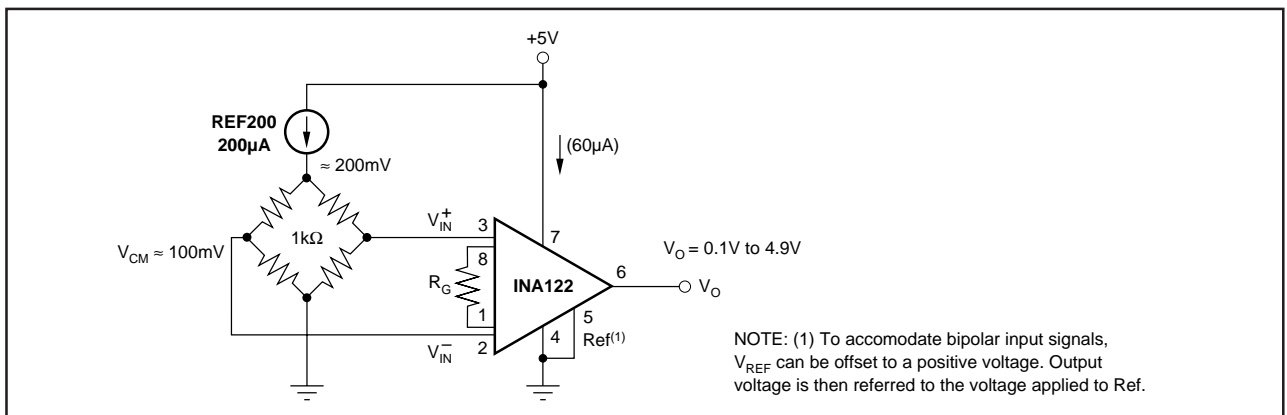 +5V
REF200
200µA
(60µA)
≈ 200mV
V+IN
3
7
1kΩ
VCM ≈ 100mV
8
VO = 0.1V to 4.9V
RG
INA122
6
VO
1
5
Ref(1)
4
V–IN
2
NOTE: (1) To accomodate bipolar input signals,
VREF can be offset to a positive voltage. Output
voltage is then referred to the voltage applied to Ref.